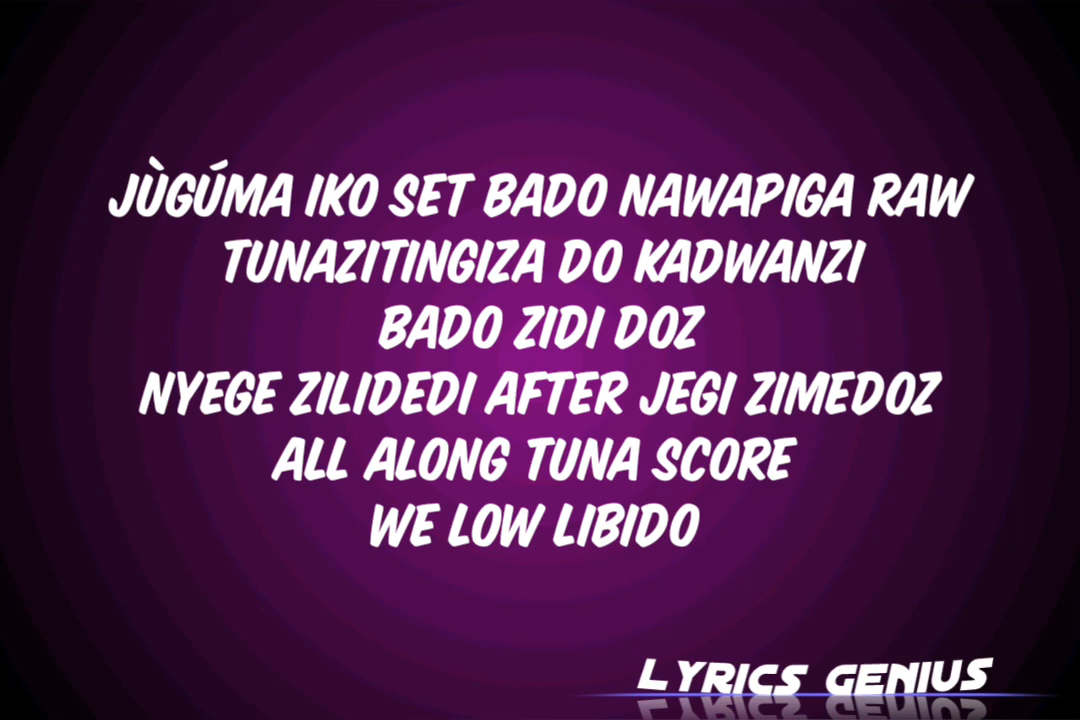 JÙGÚMA IKO SET BADO NAWAPIGA RAW
TUNAZITINGIZA DO KADWANZI
BADO ZIDI DOZ
NYEGE ZILIDEDI AFTER JEGI ZIMEDOZ
ALL ALONG TUNA SCORE
WE LOW LIBIDO
LYRICS GENIUS